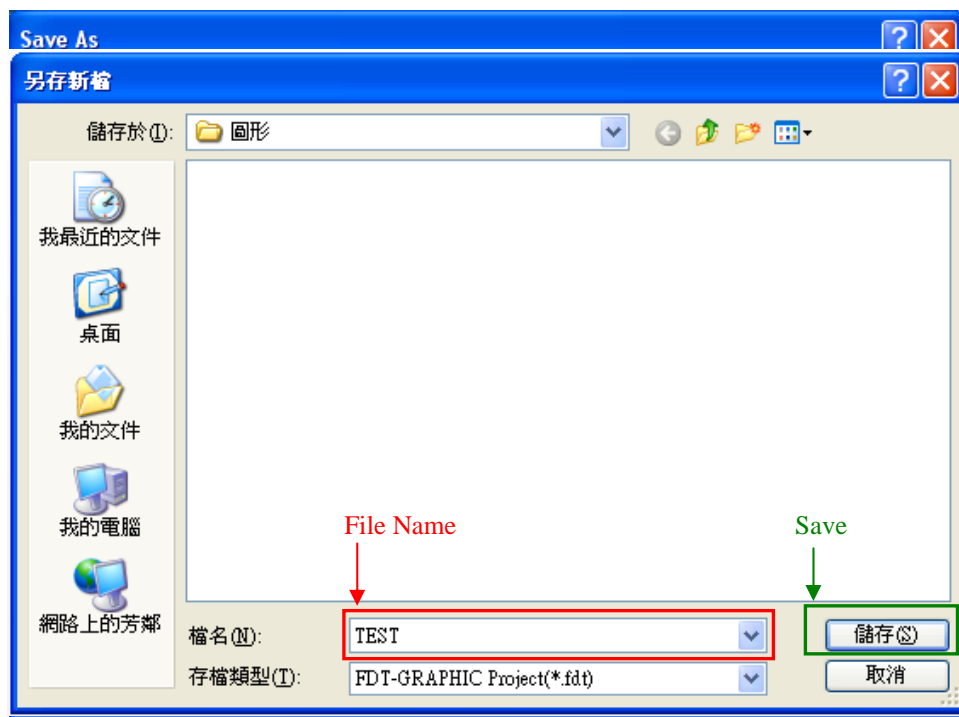 Save As
另存新檔
儲存於(I):
圖形
我最近的文件
桌面
我的文件
我的電腦
網路上的芳鄰
File Name
Save
檔名(N):
TEST
儲存(S)
存檔類型(T):
FDT-GRAPHIC Project(*.fdt)
取消